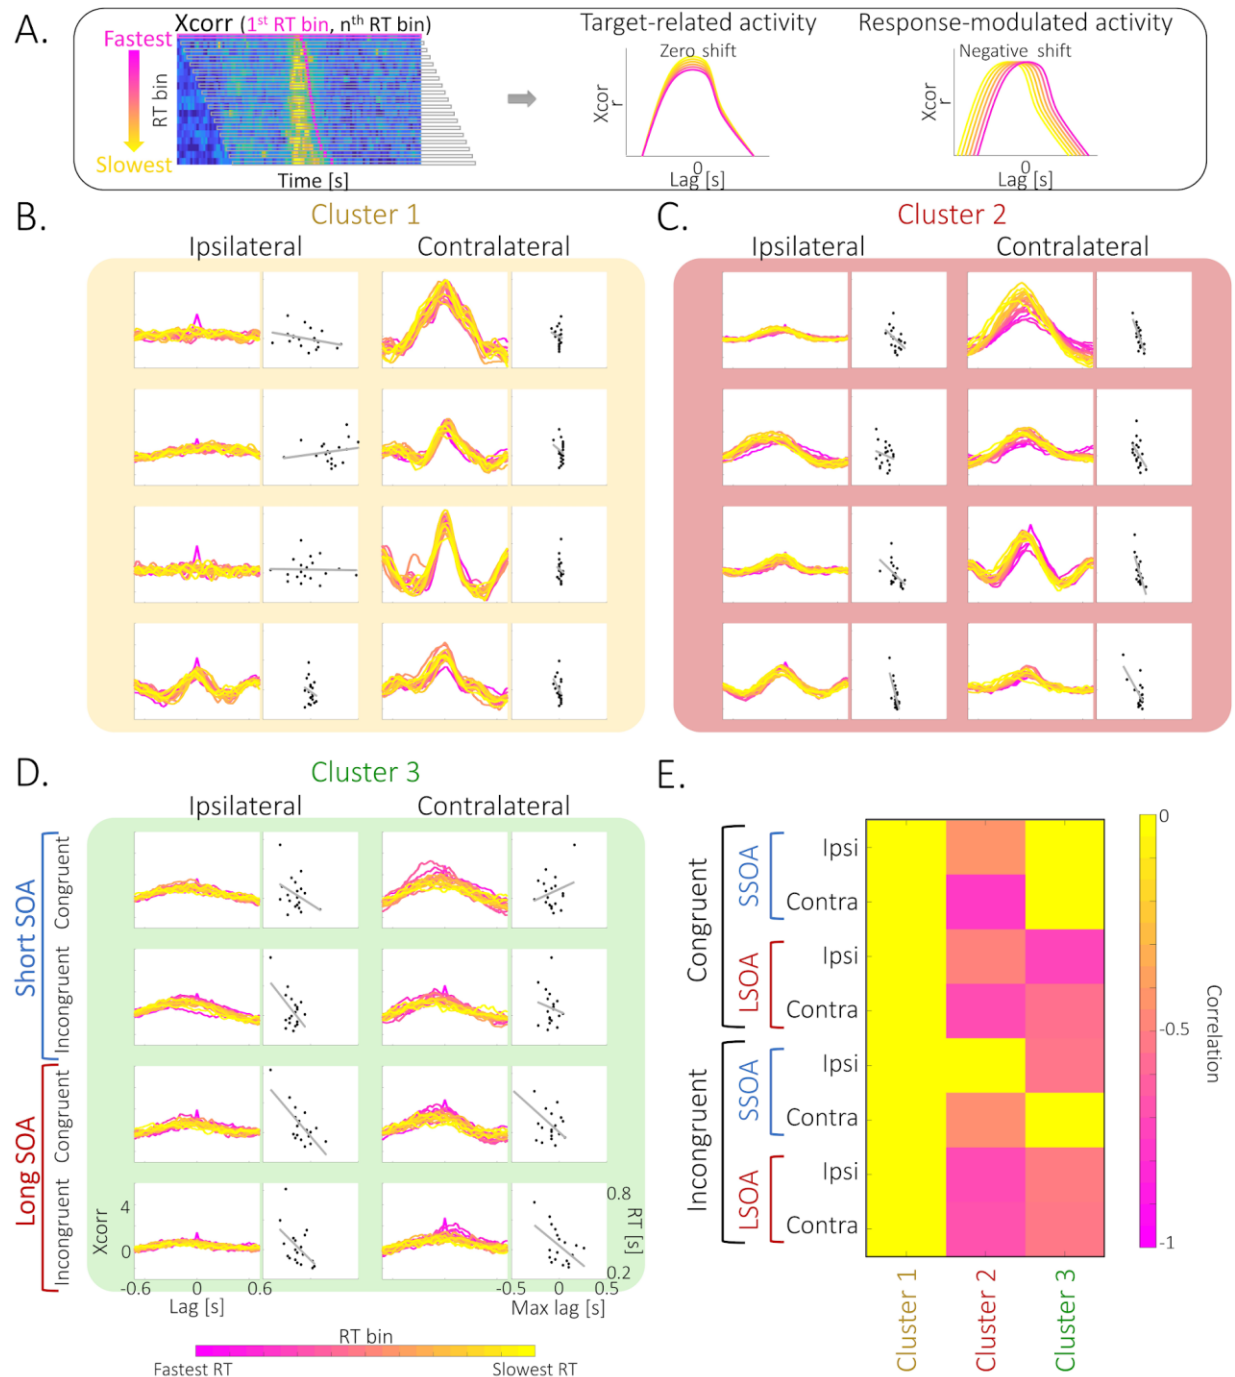 A.
Xcorr (1st RT bin, nth RT bin)
Fastest
RT bin
Slowest
Time [s]
Target-related activity
Zero shift
Xcor
r
0
Lag [s]
Response-modulated activity
Negative shift
Xcor
r
0
Lag [s]
B.
Cluster 1
Ipsilateral
Contralateral
C.
Cluster 2
Ipsilateral
Contralateral
D.
Cluster 3
Ipsilateral
Contralateral
Short SOA
Congruent
Incongruent
Long SOA
Congruent
Incongruent
Xcorr
4
0
-0.6
0
0.6
Lag [s]
0.8
RT [s]
0.2
-0.5
0
0.5
Max lag [s]
RT bin
Fastest RT
Slowest RT
E.
Congruent
SSOA
Ipsi
Contra
LSOA
Ipsi
Contra
Incongruent
SSOA
Ipsi
Contra
LSOA
Ipsi
Contra
Cluster 1
Cluster 2
Cluster 3
0
-0.5
-1
Correlation